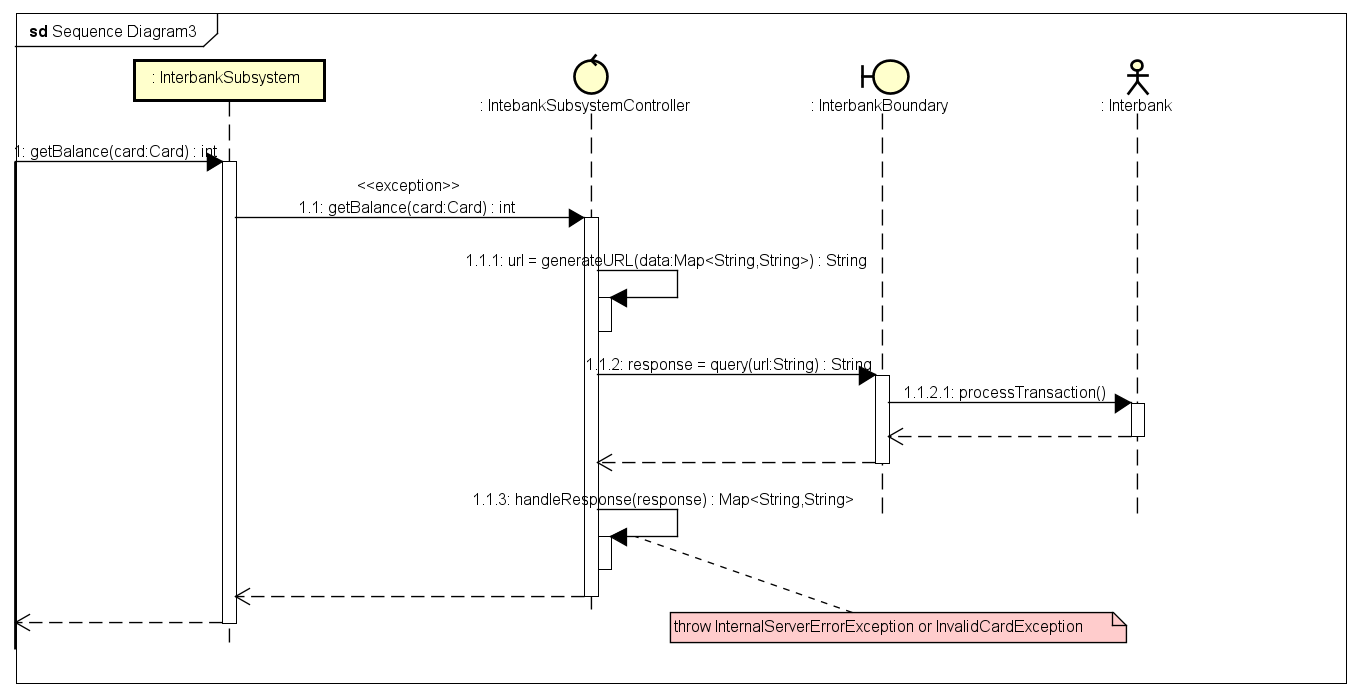 sd Sequence Diagram3
: InterbankSubsystem
: IntebankSubsystemController
: InterbankBoundary
: Interbank
1: getBalance(card:Card) : int
<<exception>>
1.1: getBalance(card:Card) : int
1.1.1: url = generateURL(data:Map<String,String>) : String
1.1.2: response = query(url:String) : String
1.1.2.1: processTransaction()
1.1.3: handleResponse(response) : Map<String,String>
throw InternalServerErrorException or InvalidCardException